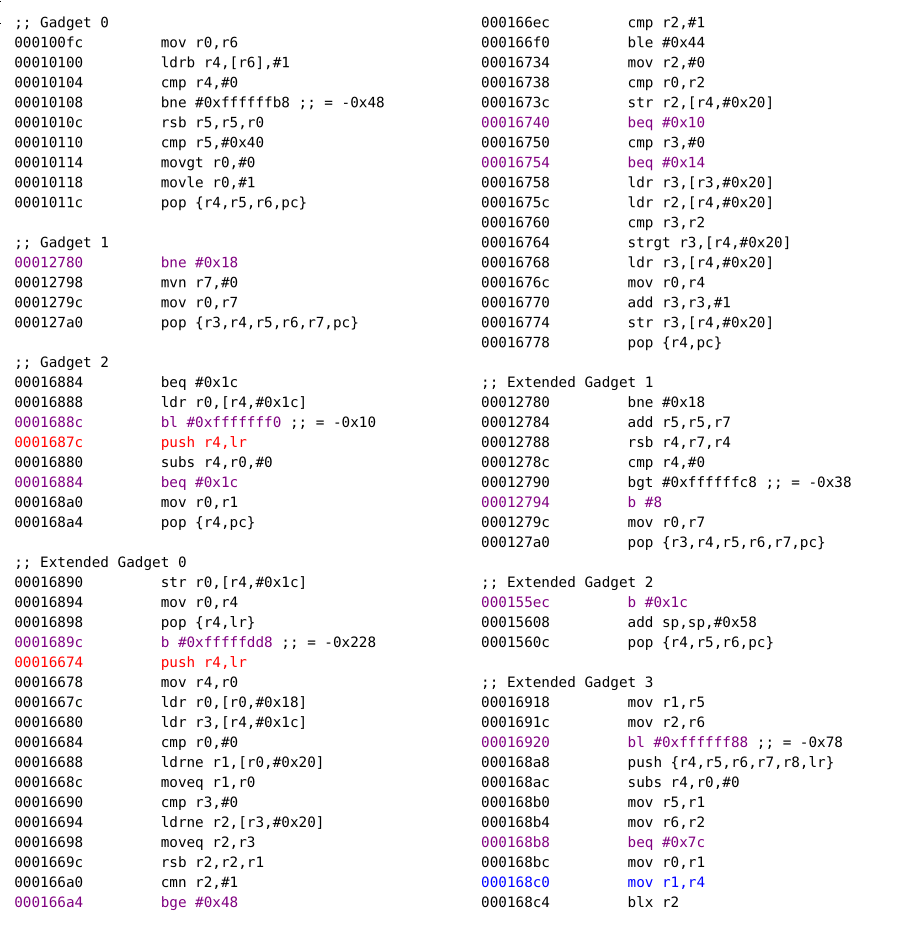 ;; Gadget 0
000100fc mov r0,r6
00010100 ldrb r4,[r6],#1
00010104 cmp r4,#0
00010108 bne #0xffffffb8 ;; = -0x48
0001010c rsb r5,r5,r0
00010110 cmp r5,#0x40
00010114 movgt r0,#0
00010118 movle r0,#1
0001011c pop {r4,r5,r6,pc}
;; Gadget 1
00012780 bne #0x18
00012798 mvn r7,#0
0001279c mov r0,r7
000127a0 pop {r3,r4,r5,r6,r7,pc}
;; Gadget 2
00016884 beq #0x1c
00016888 ldr r0,[r4,#0x1c]
0001688c bl #0xfffffff0 ;; = -0x10
0001687c push r4,lr
00016880 subs r4,r0,#0
00016884 beq #0x1c
000168a0 mov r0,r1
000168a4 pop {r4,pc}
;; Extended Gadget 0
00016890 str r0,[r4,#0x1c]
00016894 mov r0,r4
00016898 pop {r4,lr}
0001689c b #0xfffffdd8 ;; = -0x228
00016674 push r4,lr
00016678 mov r4,r0
0001667c ldr r0,[r0,#0x18]
00016680 ldr r3,[r4,#0x1c]
00016684 cmp r0,#0
00016688 ldrne r1,[r0,#0x20]
0001668c moveq r1,r0
00016690 cmp r3,#0
00016694 ldrne r2,[r3,#0x20]
00016698 moveq r2,r3
0001669c rsb r2,r2,r1
000166a0 cmn r2,#1
000166a4 bge #0x48
000166ec cmp r2,#1
000166f0 ble #0x44
00016734 mov r2,#0
00016738 cmp r0,r2
0001673c str r2,[r4,#0x20]
00016740 beq #0x10
00016750 cmp r3,#0
00016754 beq #0x14
00016758 ldr r3,[r3,#0x20]
0001675c ldr r2,[r4,#0x20]
00016760 cmp r3,r2
00016764 strgt r3,[r4,#0x20]
00016768 ldr r3,[r4,#0x20]
0001676c mov r0,r4
00016770 add r3,r3,#1
00016774 str r3,[r4,#0x20]
00016778 pop {r4,pc}
;; Extended Gadget 1
00012780 bne #0x18
00012784 add r5,r5,r7
00012788 rsb r4,r7,r4
0001278c cmp r4,#0
00012790 bgt #0xffffffc8 ;; = -0x38
00012794 b #8
0001279c mov r0,r7
000127a0 pop {r3,r4,r5,r6,r7,pc}
;; Extended Gadget 2
000155ec b #0x1c
00015608 add sp,sp,#0x58
0001560c pop {r4,r5,r6,pc}
;; Extended Gadget 3
00016918 mov r1,r5
0001691c mov r2,r6
00016920 bl #0xffffff88 ;; = -0x78
000168a8 push {r4,r5,r6,r7,r8,lr}
000168ac subs r4,r0,#0
000168b0 mov r5,r1
000168b4 mov r6,r2
000168b8 beq #0x7c
000168bc mov r0,r1
000168c0 mov r1,r4
000168c4 blx r2